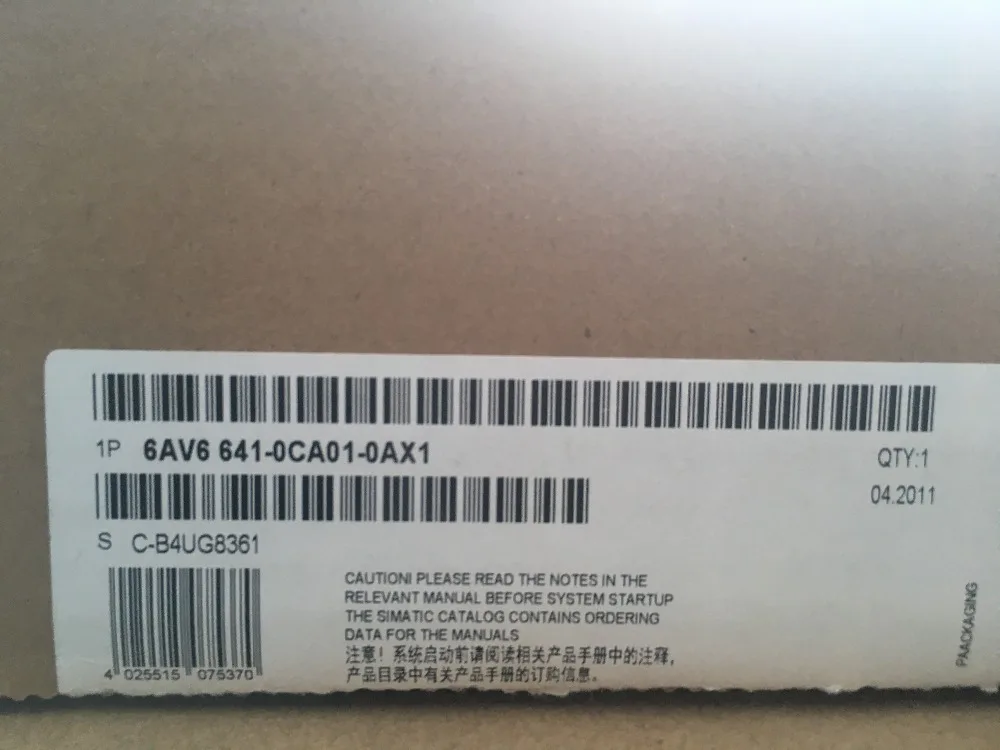 1P 6AV6 641-0CA01-0AX1
QTY:1
04.2011
S C-B4UG8361
CAUTION! PLEASE READ THE NOTES IN THE
RELEVANT MANUAL BEFORE SYSTEM STARTUP
THE SIMATIC CATALOG CONTAINS ORDERING
DATA FOR THE MANUALS
注意！系统启动前请阅读相关产品手册中的注释,
产品目录中有关产品手册的订购信息。
4 025515 075370
PAACKAGING